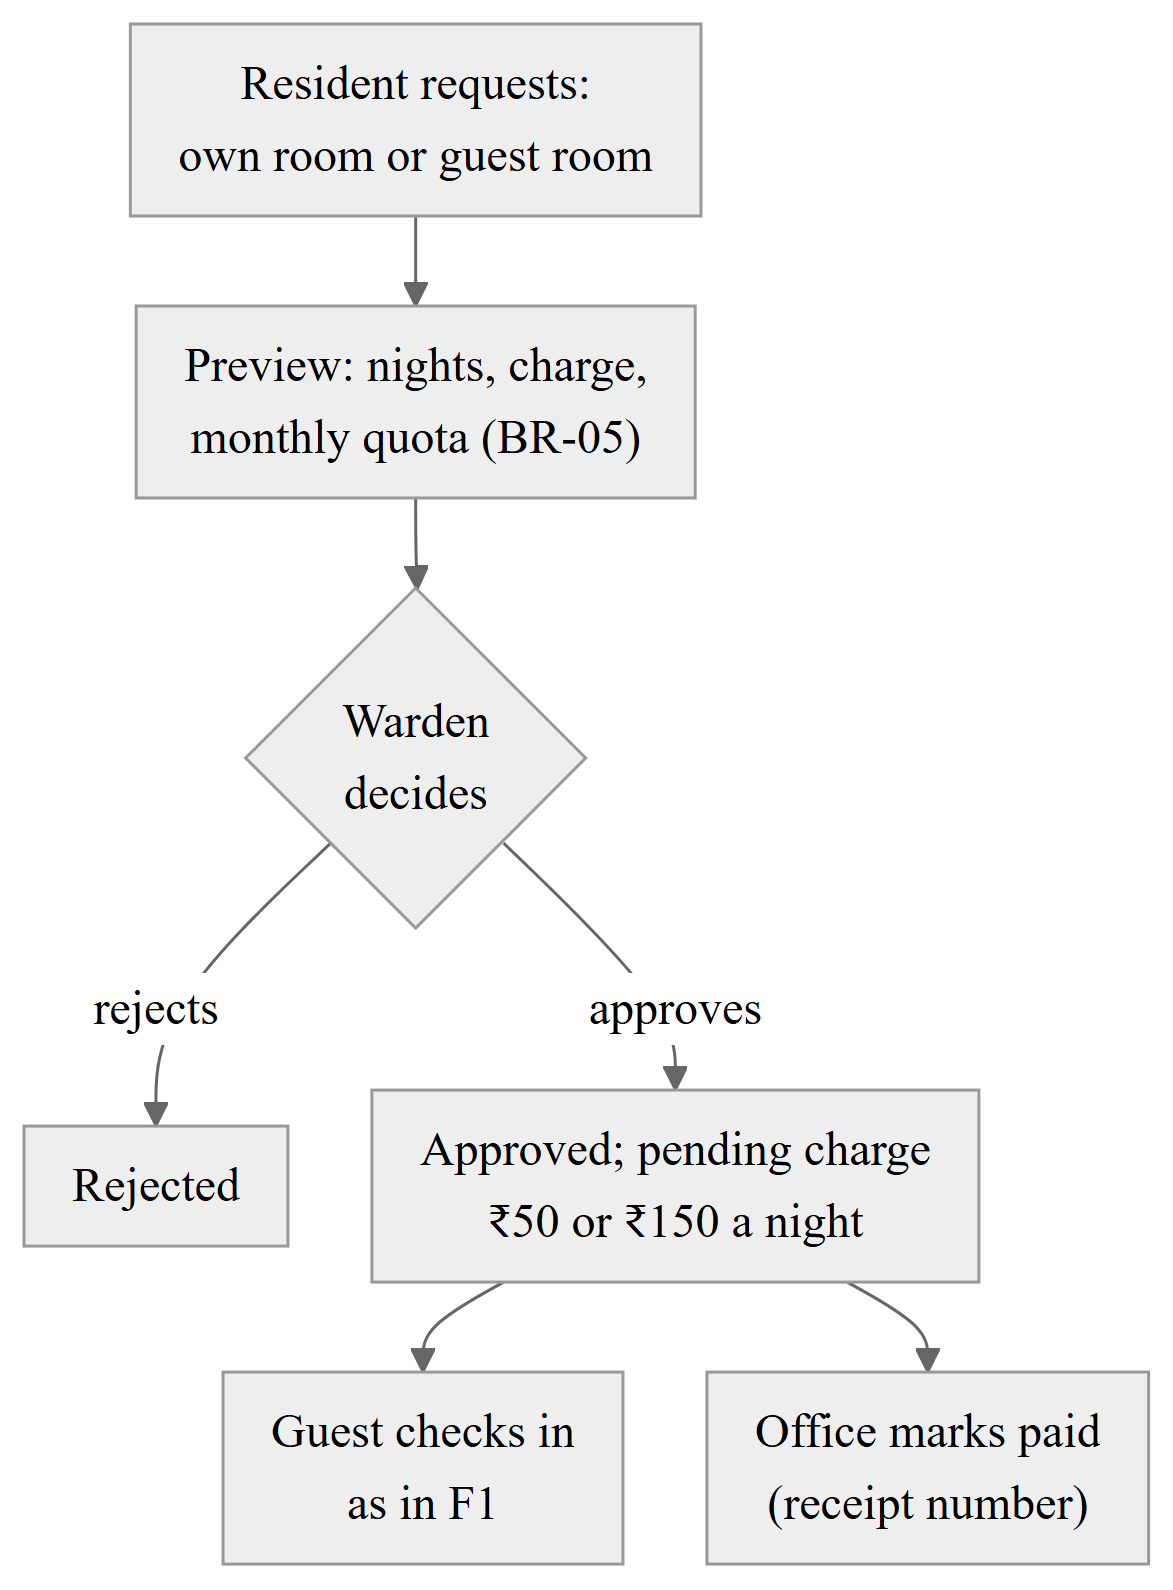 Resident requests:
own room or guest room
Preview: nights, charge,
monthly quota (BR-05)
Warden
decides
rejects
approves
Rejected
Approved; pending charge
₹50 or ₹150 a night
Guest checks in
as in F1
Office marks paid
(receipt number)